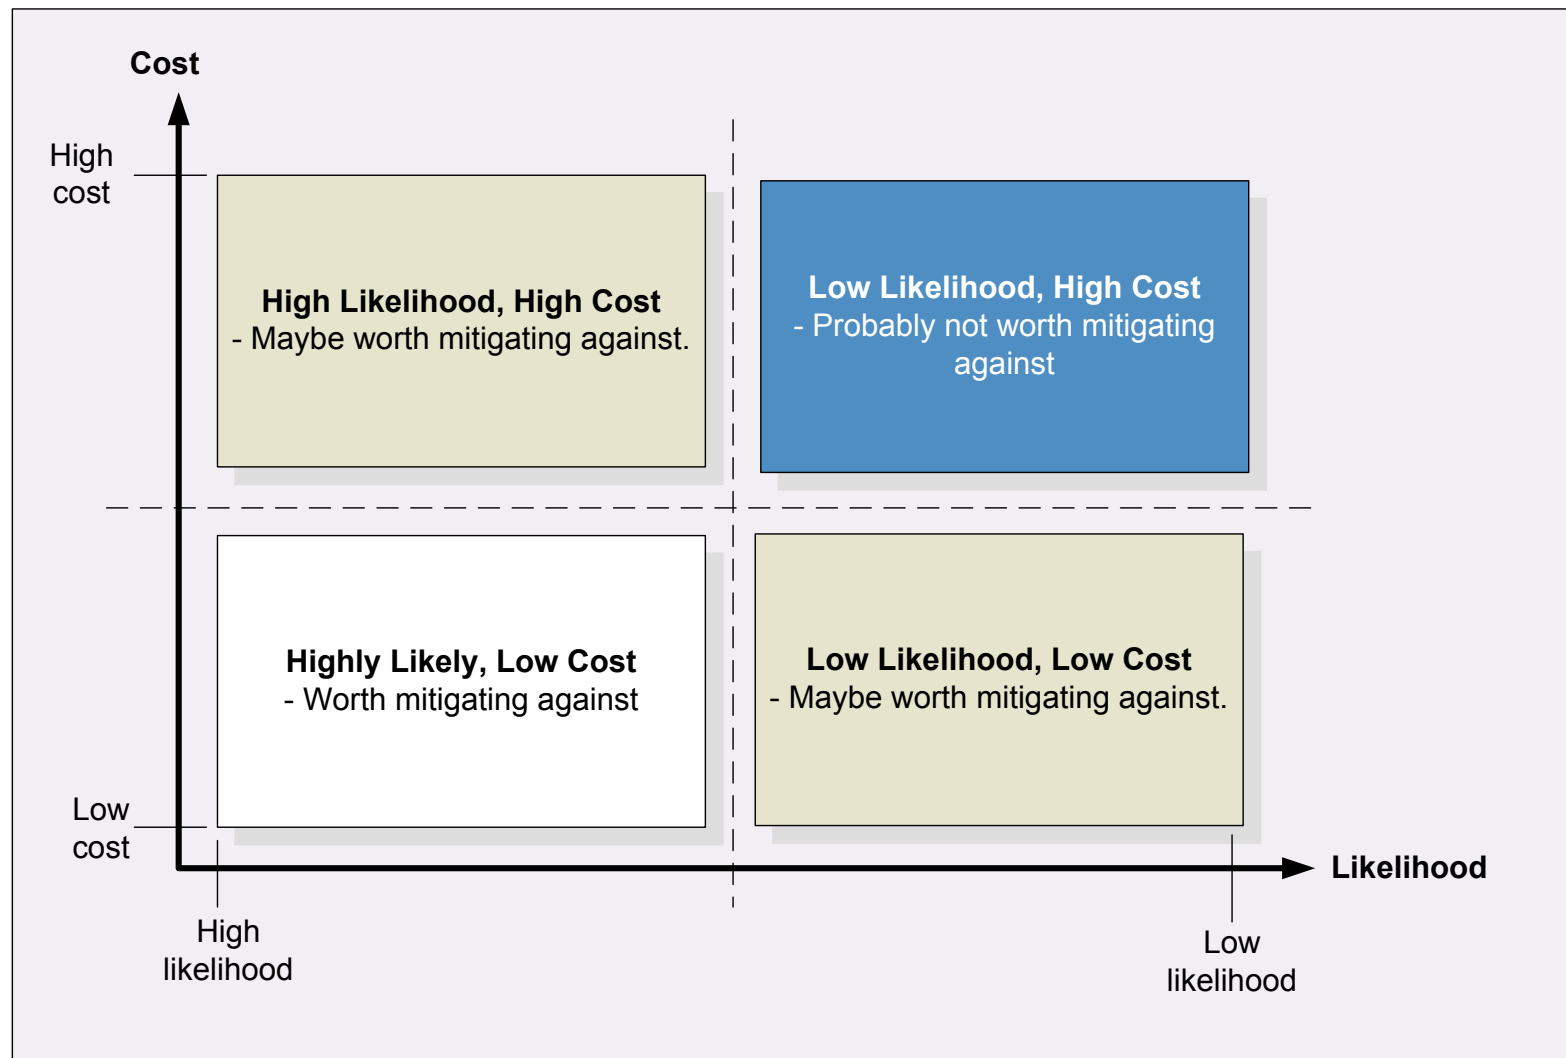 Cost
High
cost
High Likelihood, High Cost
- Maybe worth mitigating against.
Low Likelihood, High Cost
- Probably not worth mitigating
against
Highly Likely, Low Cost
- Worth mitigating against
Low Likelihood, Low Cost
- Maybe worth mitigating against.
Low
cost
Likelihood
High
likelihood
Low
likelihood